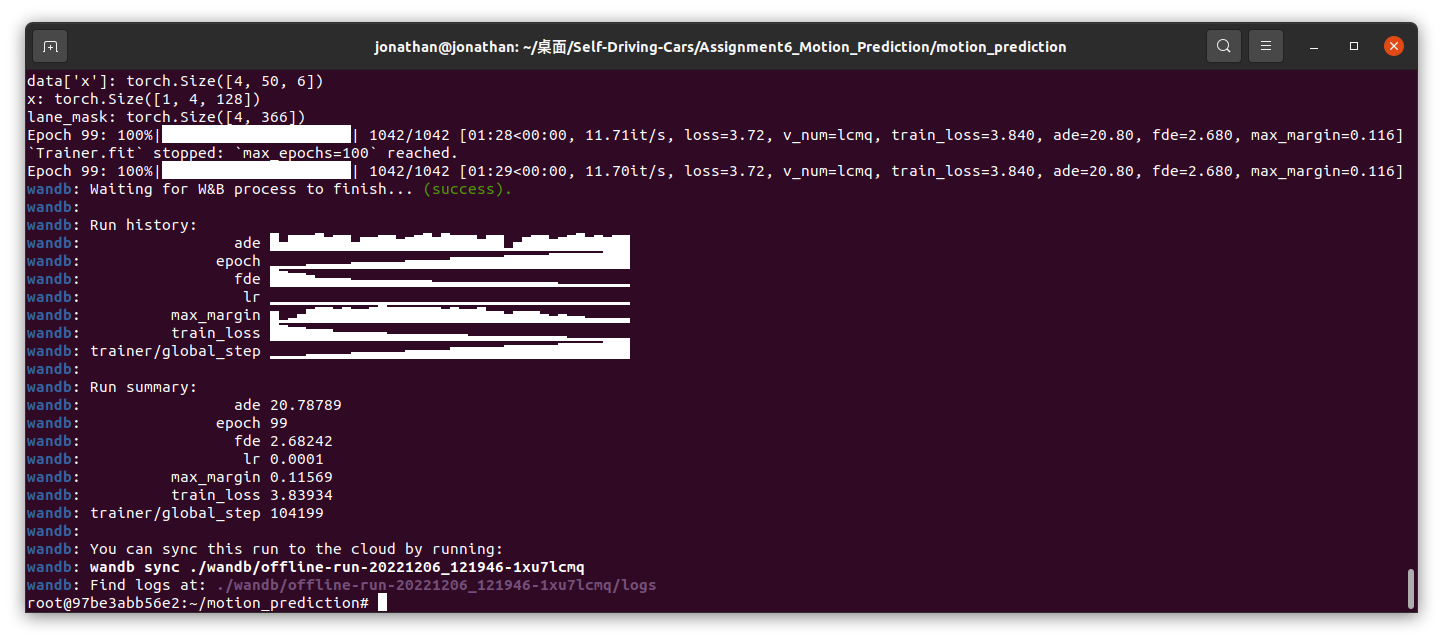 jonathan@jonathan: ~/桌面/Self-Driving-Cars/Assignment6_Motion_Prediction/motion_prediction
data['x']: torch.Size([4, 50, 6])
x: torch.Size([1, 4, 128])
lane_mask: torch.Size([4, 366])
Epoch 99: 100%| | 1042/1042 [01:28<00:00, 11.71it/s, loss=3.72, v_num=lcmq, train_loss=3.840, ade=20.80, fde=2.680, max_margin=0.116]
`Trainer.fit` stopped: `max_epochs=100` reached.
Epoch 99: 100%| | 1042/1042 [01:29<00:00, 11.70it/s, loss=3.72, v_num=lcmq, train_loss=3.840, ade=20.80, fde=2.680, max_margin=0.116]
wandb: Waiting for W&B process to finish... (success).
wandb:
wandb: Run history:
wandb: ade
wandb: epoch
wandb: fde
wandb: lr
wandb: max_margin
wandb: train_loss
wandb: trainer/global_step
wandb:
wandb: Run summary:
wandb: ade 20.78789
wandb: epoch 99
wandb: fde 2.68242
wandb: lr 0.0001
wandb: max_margin 0.11569
wandb: train_loss 3.83934
wandb: trainer/global_step 104199
wandb:
wandb: You can sync this run to the cloud by running:
wandb: wandb sync ./wandb/offline-run-20221206_121946-1xu7lcmq
wandb: Find logs at: ./wandb/offline-run-20221206_121946-1xu7lcmq/logs
root@97be3abb56e2:~/motion_prediction#